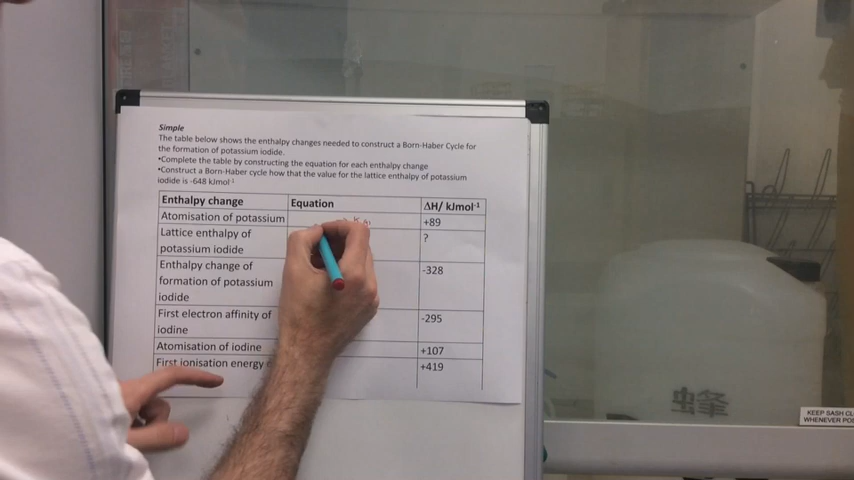 Simple
The table below shows the enthalpy changes needed to construct a Born-Haber Cycle for
the formation of potassium iodide.
•Complete the table by constructing the equation for each enthalpy change
•Construct a Born-Haber cycle how that the value for the lattice enthalpy of potassium
iodide is -648 kJmol⁻¹
Enthalpy change Equation ΔH/ kJmol⁻¹
Atomisation of potassium +89
Lattice enthalpy of
potassium iodide ?
Enthalpy change of
formation of potassium
iodide -328
First electron affinity of
iodine -295
Atomisation of iodine +107
First ionisation energy +419
蜂
KEEP SASH CL
WHENEVER POS